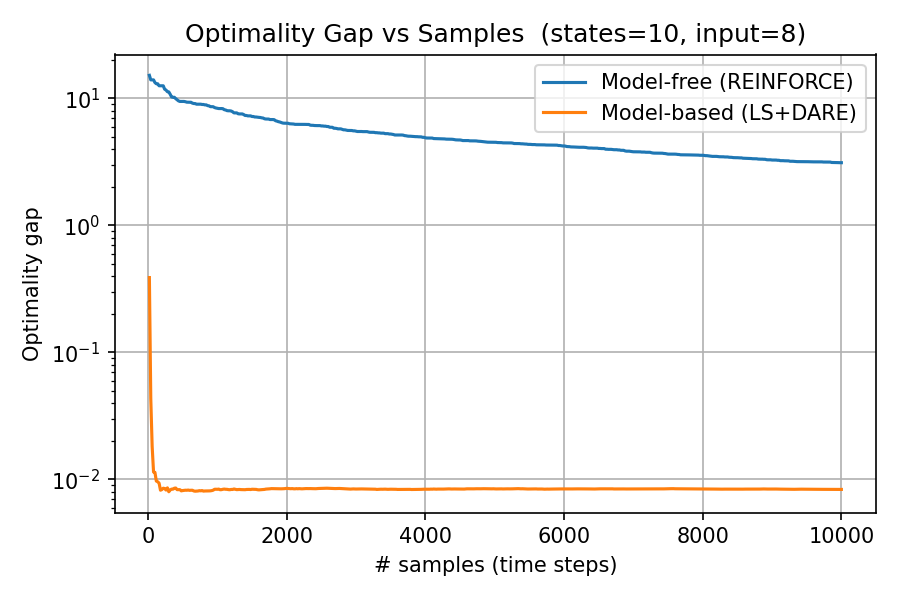 Optimality Gap vs Samples  (states=10, input=8)
Model-free (REINFORCE)
Model-based (LS+DARE)
Optimality gap
10¹
10⁰
10⁻¹
10⁻²
0 2000 4000 6000 8000 10000
# samples (time steps)